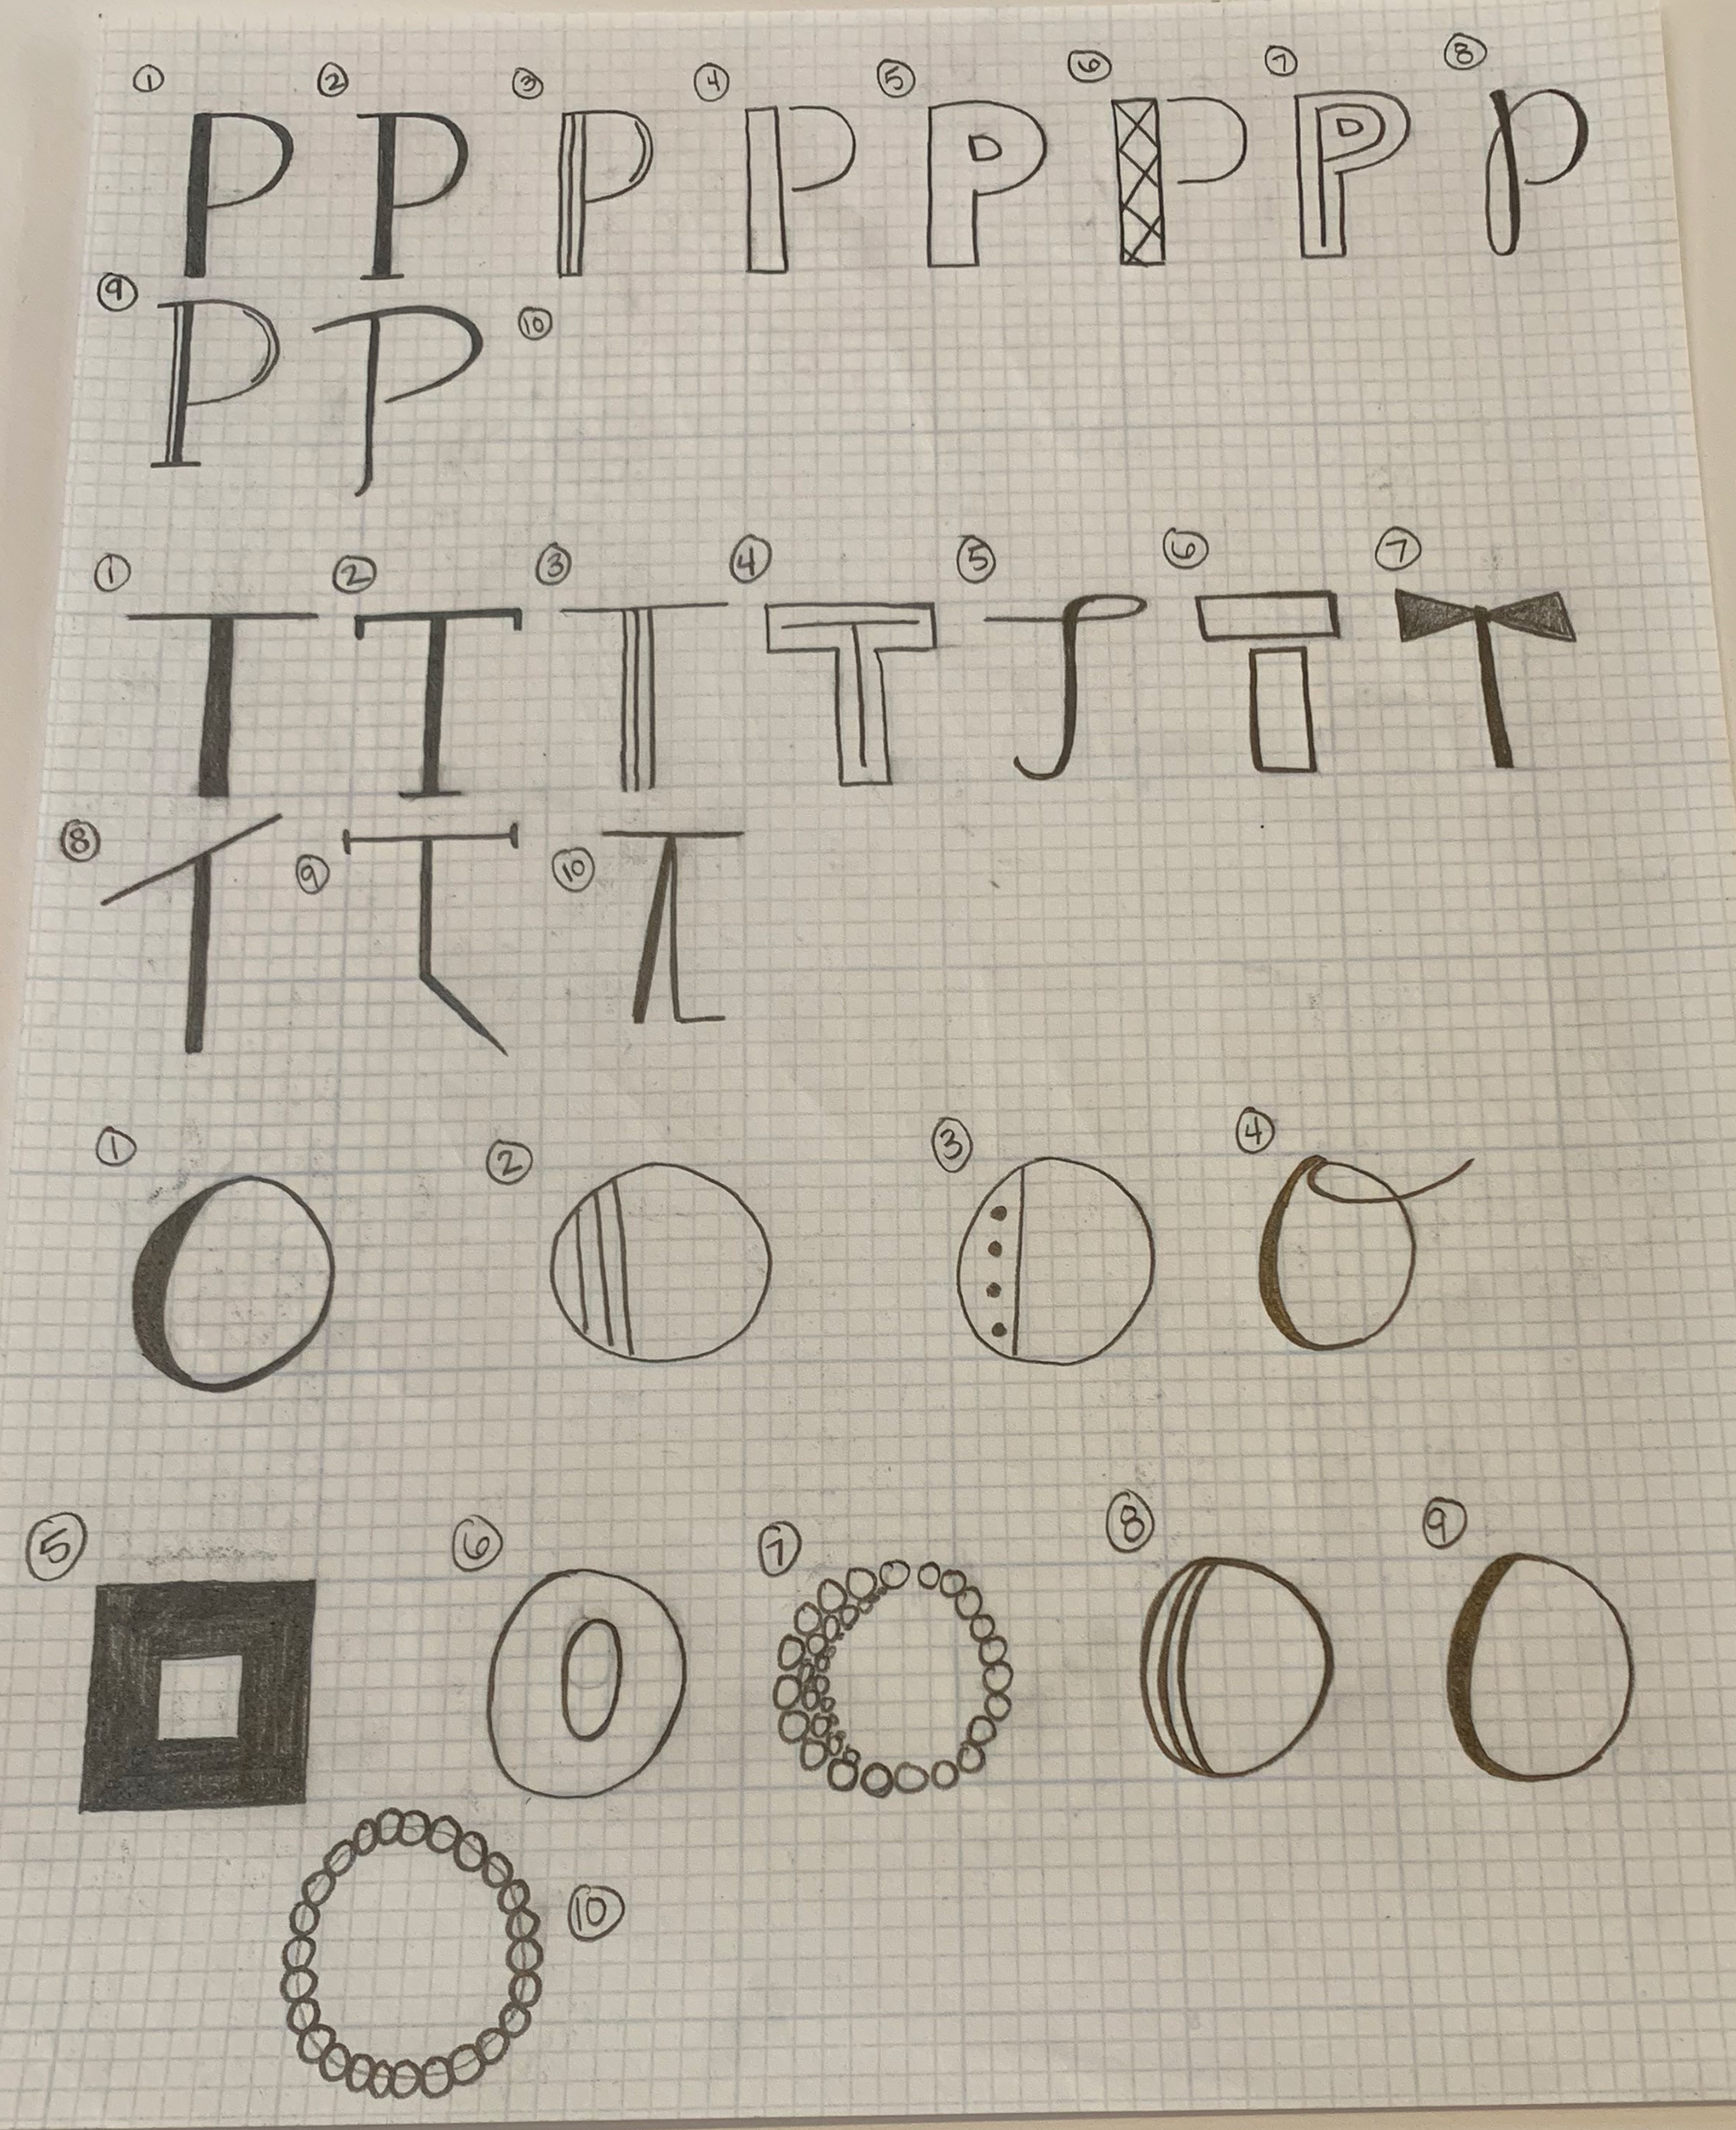 ① ② ③ ④ ⑤ ⑥ ⑦ ⑧
P P P P P P P P
⑨ ⑩
P P
① ② ③ ④ ⑤ ⑥ ⑦
T T T T T T T
⑧ ⑨ ⑩
T T T
① ② ③ ④
O O O O
⑤ ⑥ ⑦ ⑧ ⑨
O O O O O
⑩
O